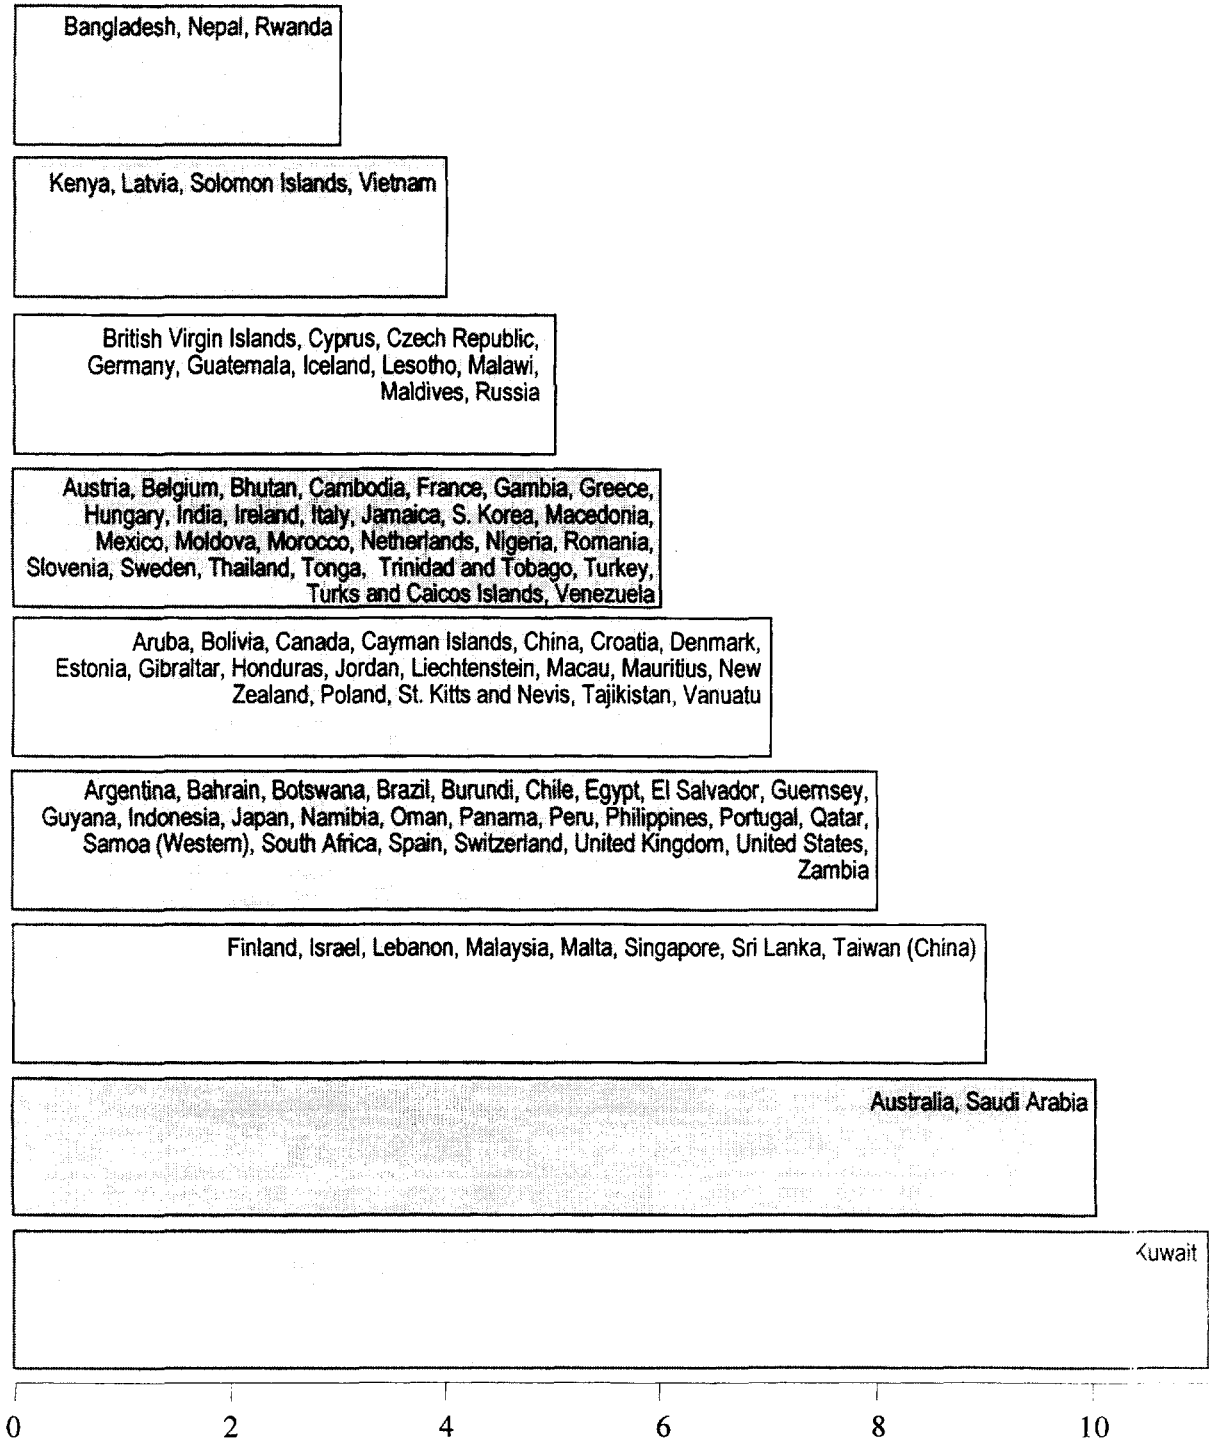 Bangladesh, Nepal, Rwanda
Kenya, Latvia, Solomon Islands, Vietnam
British Virgin Islands, Cyprus, Czech Republic,
Germany, Guatemala, Iceland, Lesotho, Malawi,
Maldives, Russia
Austria, Belgium, Bhutan, Cambodia, France, Gambia, Greece,
Hungary, India, Ireland, Italy, Jamaica, S. Korea, Macedonia,
Mexico, Moldova, Morocco, Netherlands, Nigeria, Romania,
Slovenia, Sweden, Thailand, Tonga, Trinidad and Tobago, Turkey,
Turks and Caicos Islands, Venezuela
Aruba, Bolivia, Canada, Cayman Islands, China, Croatia, Denmark,
Estonia, Gibraltar, Honduras, Jordan, Liechtenstein, Macau, Mauritius, New
Zealand, Poland, St. Kitts and Nevis, Tajikistan, Vanuatu
Argentina, Bahrain, Botswana, Brazil, Burundi, Chile, Egypt, El Salvador, Guernsey,
Guyana, Indonesia, Japan, Namibia, Oman, Panama, Peru, Philippines, Portugal, Qatar,
Samoa (Western), South Africa, Spain, Switzerland, United Kingdom, United States,
Zambia
Finland, Israel, Lebanon, Malaysia, Malta, Singapore, Sri Lanka, Taiwan (China)
Australia, Saudi Arabia
Kuwait
0 2 4 6 8 10